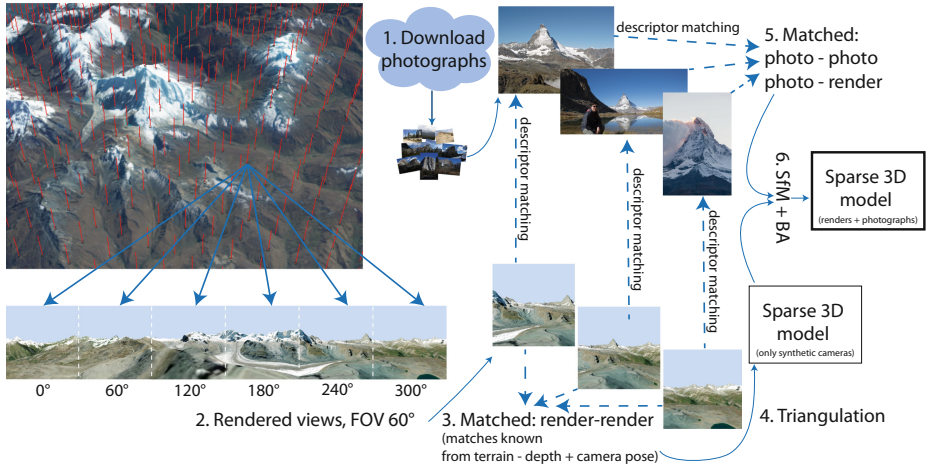 1. Download
photographs
descriptor matching
5. Matched:
photo - photo
photo - render
descriptor matching
descriptor matching
descriptor matching
6. SfM + BA
Sparse 3D
model
(renders + photographs)
Sparse 3D
model
(only synthetic cameras)
0°
60°
120°
180°
240°
300°
2. Rendered views, FOV 60°
3. Matched: render-render
(matches known
from terrain - depth + camera pose)
4. Triangulation